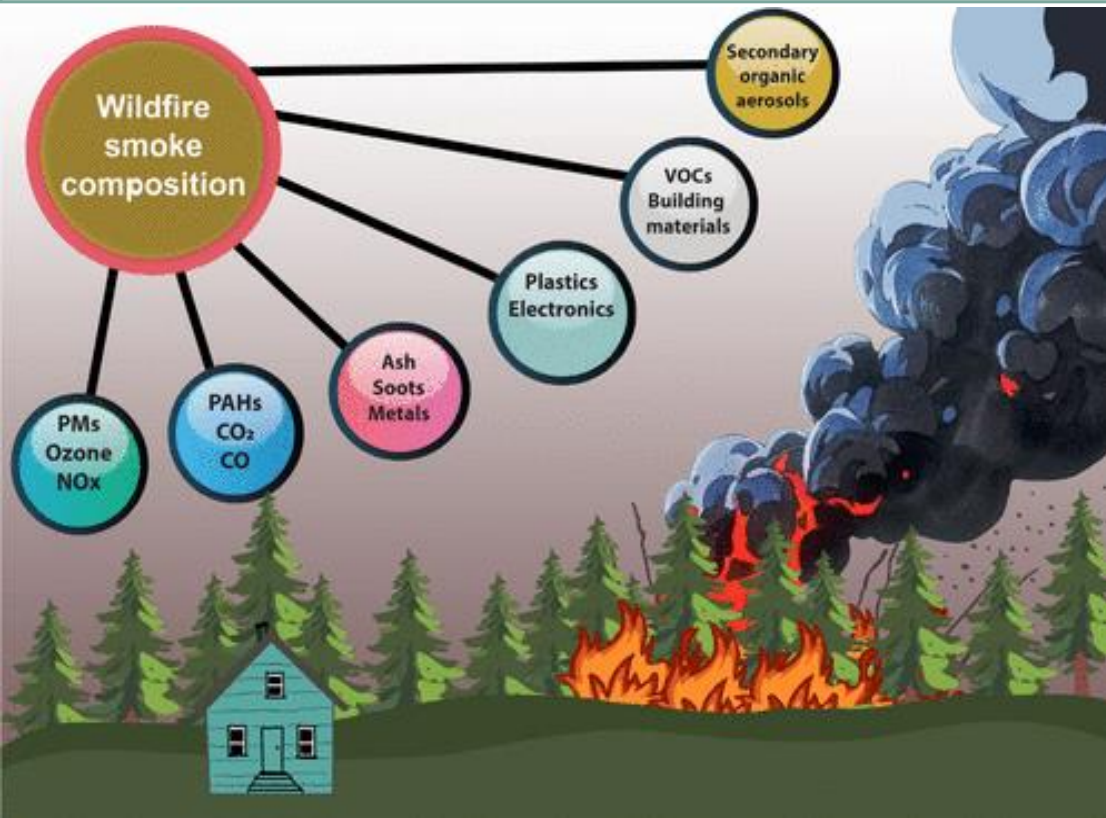 Wildfire
smoke
composition
Secondary
organic
aerosols
VOCs
Building
materials
Plastics
Electronics
Ash
Soots
Metals
PAHs
CO₂
CO
PMs
Ozone
NOx